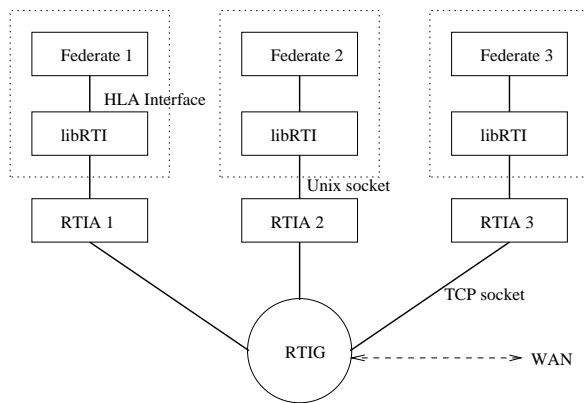 Federate 1
Federate 2
Federate 3
HLA Interface
libRTI
libRTI
libRTI
Unix socket
RTIA 1
RTIA 2
RTIA 3
TCP socket
RTIG
WAN